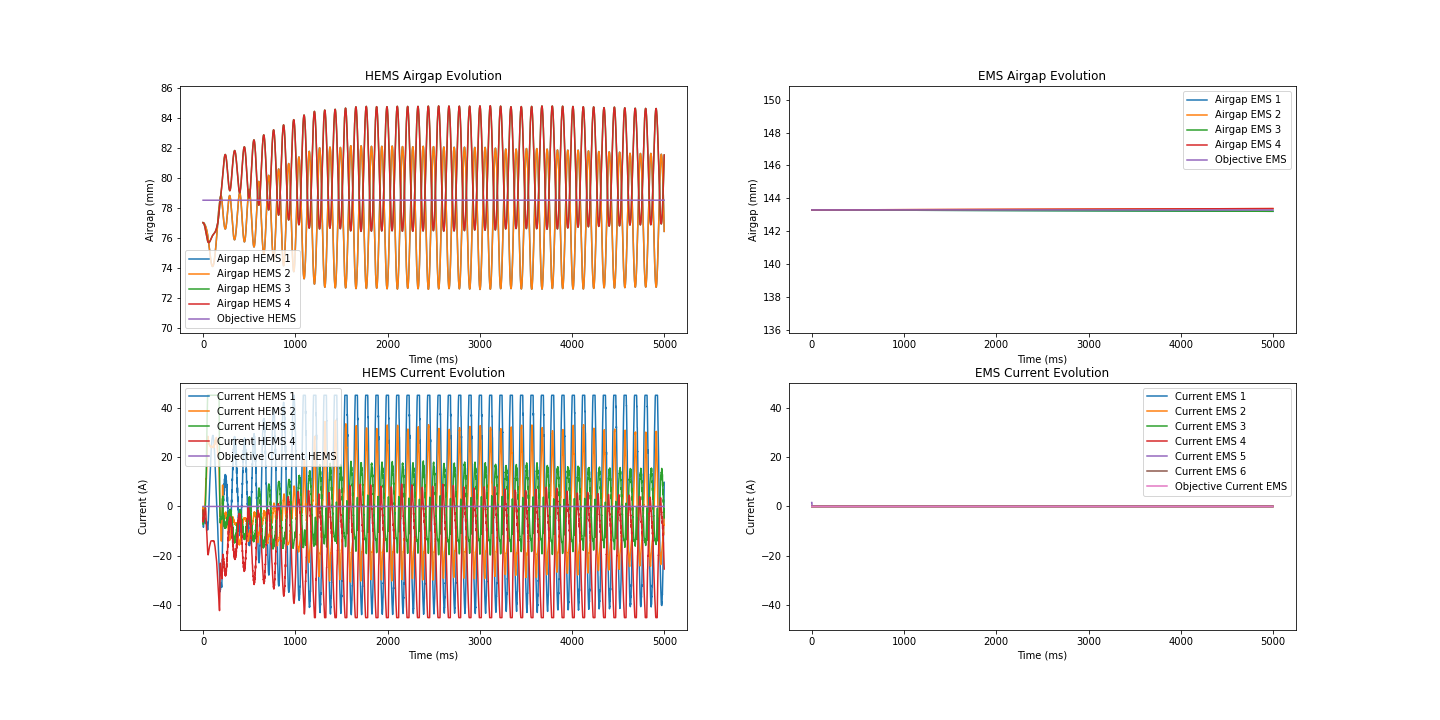 HEMS Airgap Evolution
86
84
82
80
78
76
74
72
70
Airgap (mm)
Airgap HEMS 1
Airgap HEMS 2
Airgap HEMS 3
Airgap HEMS 4
Objective HEMS
0 1000 2000 3000 4000 5000
Time (ms)
EMS Airgap Evolution
150
148
146
144
142
140
138
136
Airgap (mm)
Airgap EMS 1
Airgap EMS 2
Airgap EMS 3
Airgap EMS 4
Objective EMS
0 1000 2000 3000 4000 5000
Time (ms)
HEMS Current Evolution
40
20
0
−20
−40
Current (A)
Current HEMS 1
Current HEMS 2
Current HEMS 3
Current HEMS 4
Objective Current HEMS
0 1000 2000 3000 4000 5000
Time (ms)
EMS Current Evolution
40
20
0
−20
−40
Current (A)
Current EMS 1
Current EMS 2
Current EMS 3
Current EMS 4
Current EMS 5
Current EMS 6
Objective Current EMS
0 1000 2000 3000 4000 5000
Time (ms)